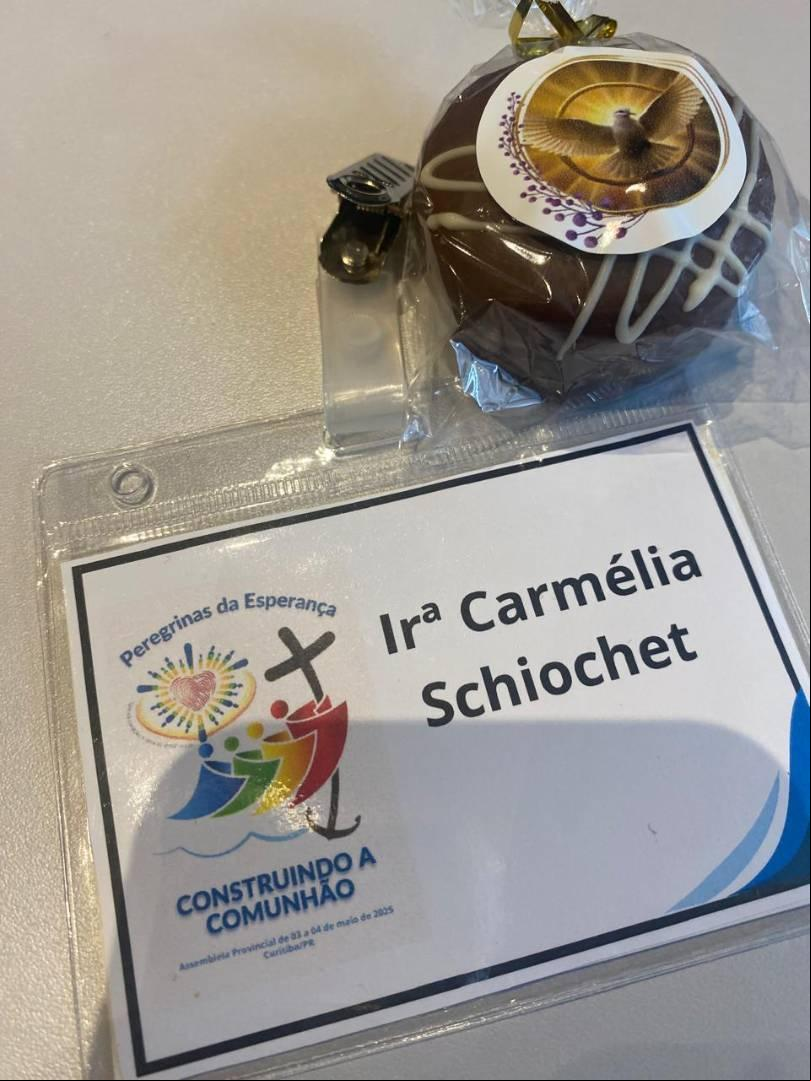 Peregrinas da Esperança
Irª Carmélia
Schiochet
CONSTRUINDO A
COMUNHÃO
Assembleia Provincial de 03 a 04 de maio de 2025
Curitiba/PR